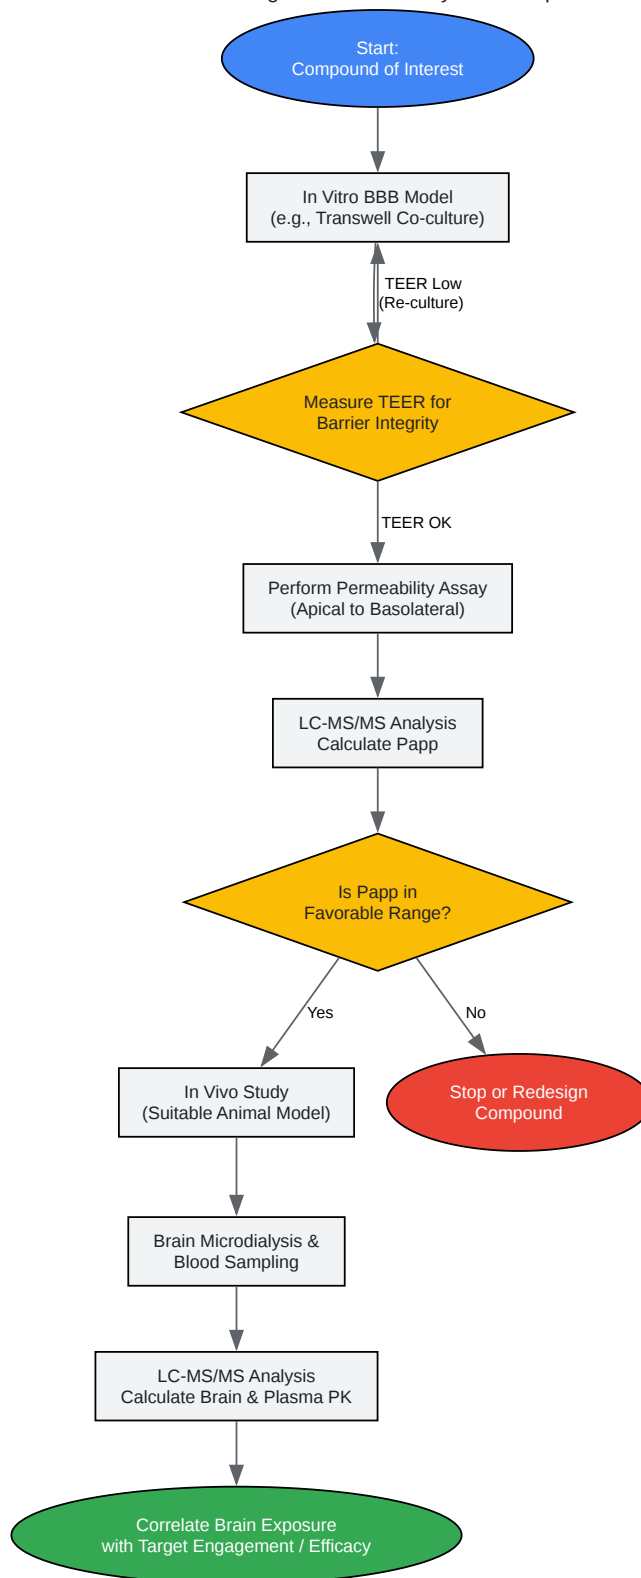 Start:
Compound of Interest
In Vitro BBB Model
(e.g., Transwell Co-culture)
TEER Low
(Re-culture)
Measure TEER for
Barrier Integrity
TEER OK
Perform Permeability Assay
(Apical to Basolateral)
LC-MS/MS Analysis
Calculate Papp
Is Papp in
Favorable Range?
Yes
No
In Vivo Study
(Suitable Animal Model)
Stop or Redesign
Compound
Brain Microdialysis &
Blood Sampling
LC-MS/MS Analysis
Calculate Brain & Plasma PK
Correlate Brain Exposure
with Target Engagement / Efficacy